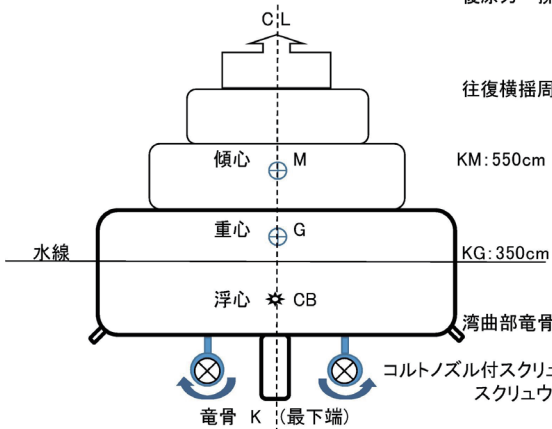 C L
往復横揺周
傾心 M
KM:550cm
重心 G
水線
KG:350cm
浮心 CB
湾曲部竜骨
コルトノズル付スクリュ
スクリュウ
竜骨 K (最下端)